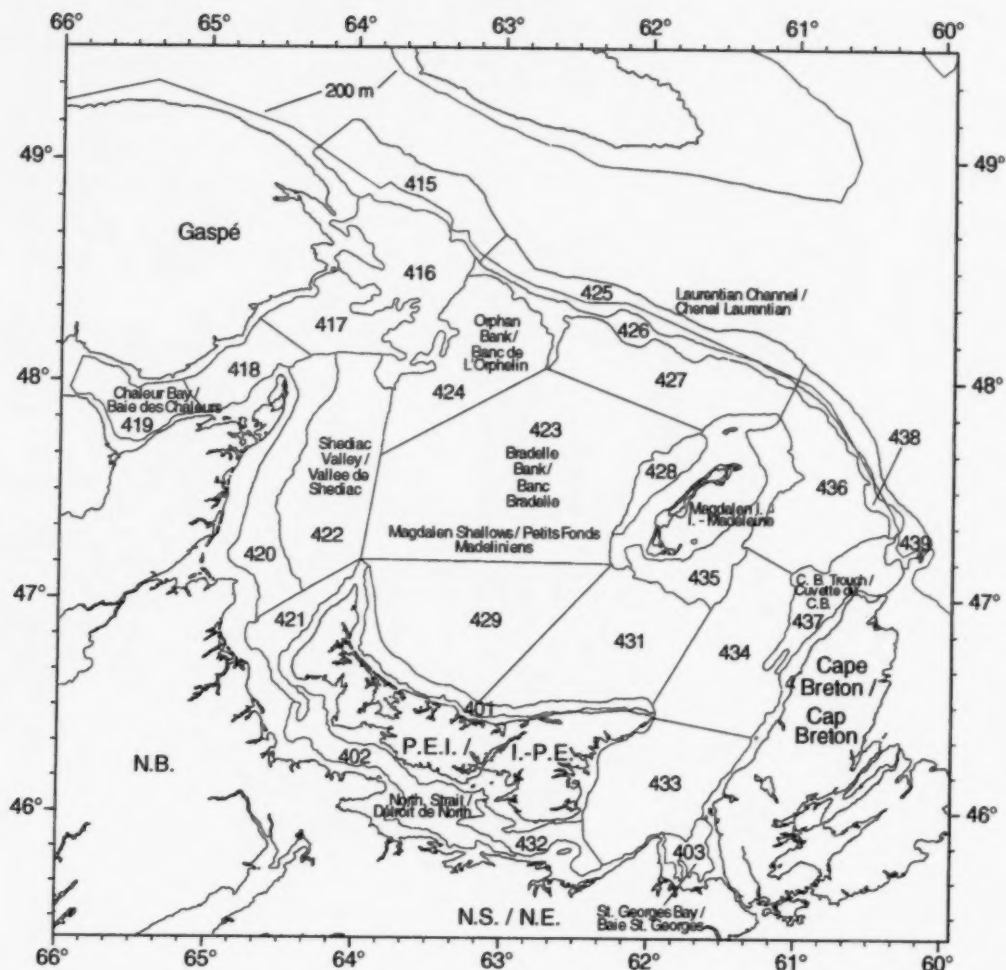 66° 65° 64° 63° 62° 61° 60°
200 m
49° 49°
415
Gaspé
416
425
Laurentian Channel /
Chenal Laurentian
417
Orphan
Bank/
Banc de
L'Orphelin
426
48° 418 48°
427
Chaleur Bay /
Baie des Chaleurs
424
419
423
438
Shediac
Valley /
Vallee de
Shediac
Bradelle
Bank/
Banc
Bradelle
428
436
Magdalen I. /
I. - Madeleine
422
Magdalen Shallows / Petits Fonds
Madeliniens
439
420
435
47° 47°
C. B. Trough /
Cuvette de
C.B.
421
429
431
434
437
Cape
Breton /
Cap
Breton
401
P.E.I. / I.-P.E.
402
N.B.
433
46° 46°
North. Strait /
Détroit de North.
432
403
N.S. / N.E.
St. Georges Bay /
Baie St. Georges
66° 65° 64° 63° 62° 61° 60°